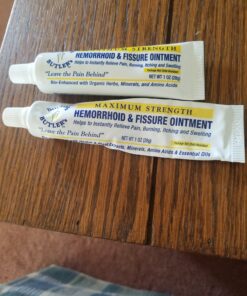 STRENGTH
BUTLER'S
HEMORRHOID & FISSURE OINTMENT
Helps to Instantly Relieve Pain, Burning, Itching and Swelling
"Leave the Pain Behind"
NET WT 1 OZ (28g)
Bio-Enhanced with Organic Herbs, Minerals, and Amino Acids
MAXIMUM STRENGTH
BUTLER'S
HEMORRHOID & FISSURE OINTMENT
Helps to Instantly Relieve Pain, Burning, Itching and Swelling
"Leave the Pain Behind"
NET WT 1 OZ (28g)
Minerals, Amino Acids & Essential Oils